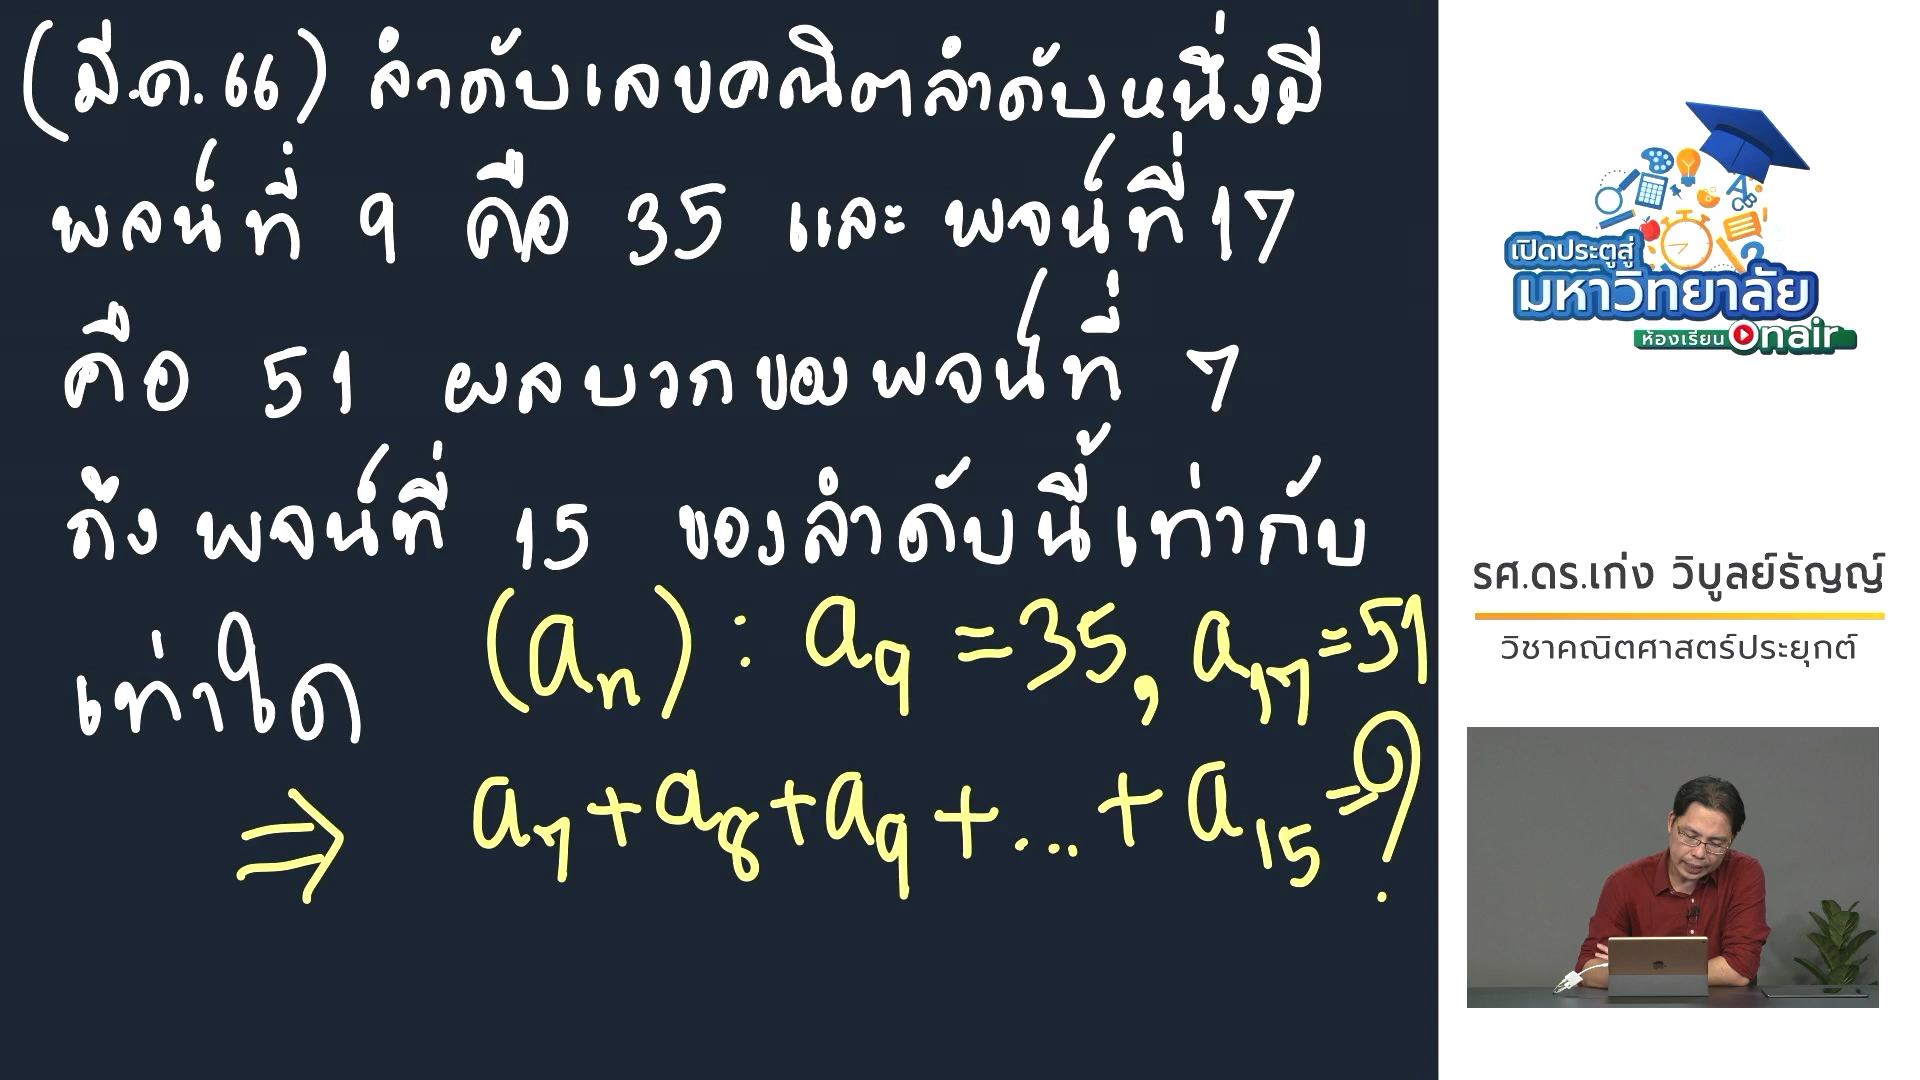 (มี.ค.66) ลำดับเลขคณิตลำดับหนึ่งมี
พจน์ที่ 9 คือ 35 และ พจน์ที่ 17
คือ 51 ผลบวกของพจน์ที่ 7
ถึง พจน์ที่ 15 ของลำดับนี้เท่ากับ
เท่าใด (aₙ) : a₉ = 35, a₁₇ = 51
⇒ a₇ + a₈ + a₉ + ... + a₁₅ = ?
เปิดประตูสู่
มหาวิทยาลัย
ห้องเรียน Onair
รศ.ดร.เก่ง วิบูลย์ธัญญ์
วิชาคณิตศาสตร์ประยุกต์